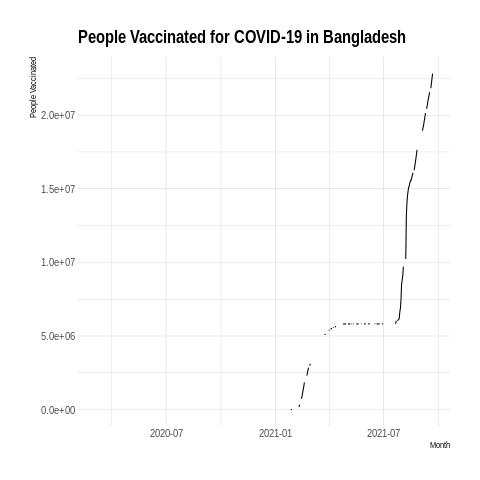 People Vaccinated for COVID-19 in Bangladesh
People Vaccinated
2.0e+07
1.5e+07
1.0e+07
5.0e+06
0.0e+00
2020-07
2021-01
2021-07
Month